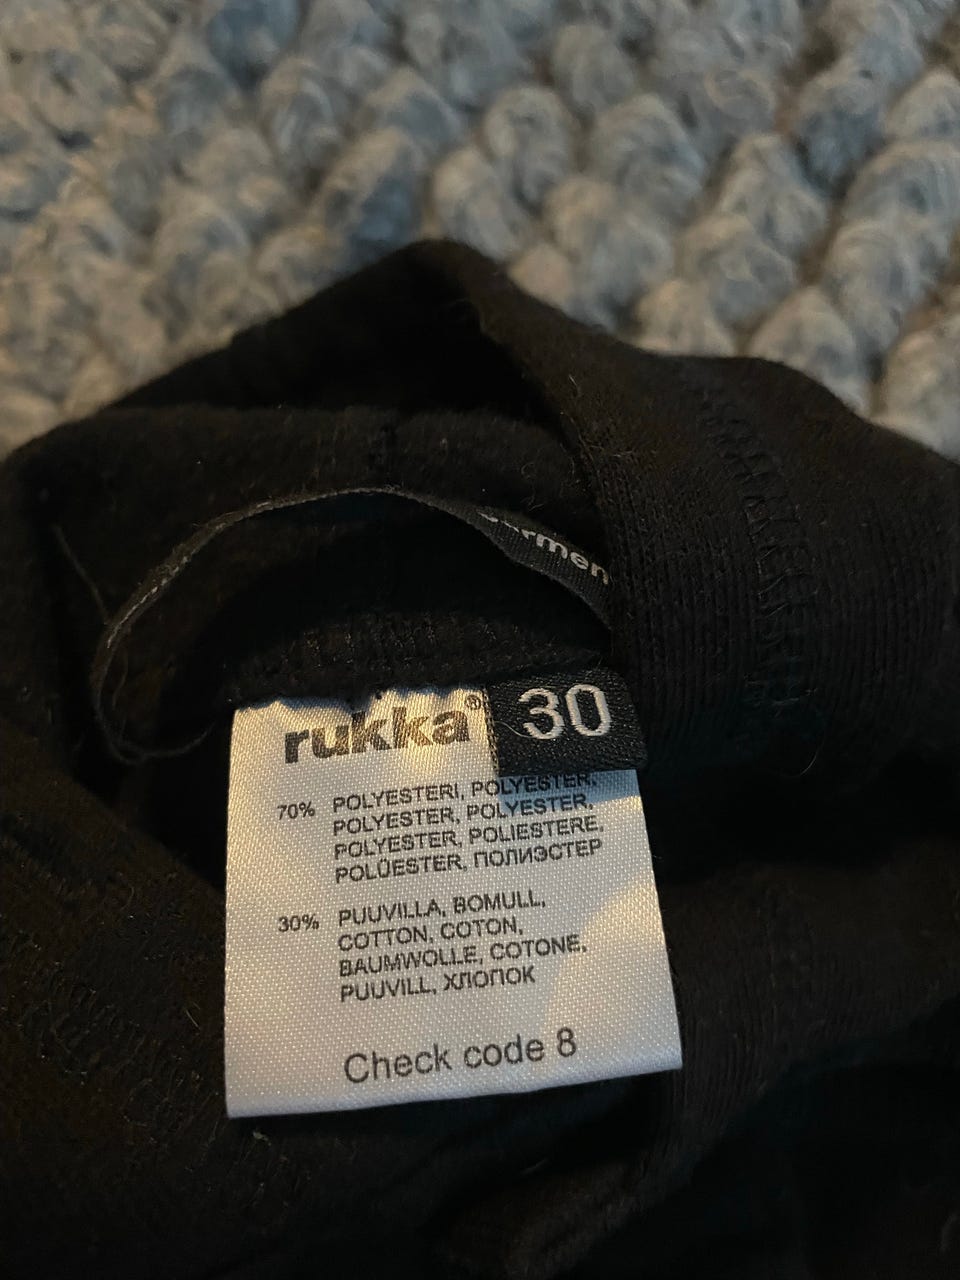 rukka®
30
70% POLYESTERI, POLYESTER,
POLYESTER, POLYESTER,
POLYESTER, POLIESTERE,
POLÜESTER, ПОЛИЭСТЕР
30% PUUVILLA, BOMULL,
COTTON, COTON,
BAUMWOLLE, COTONE,
PUUVILL, ХЛОПОК
Check code 8